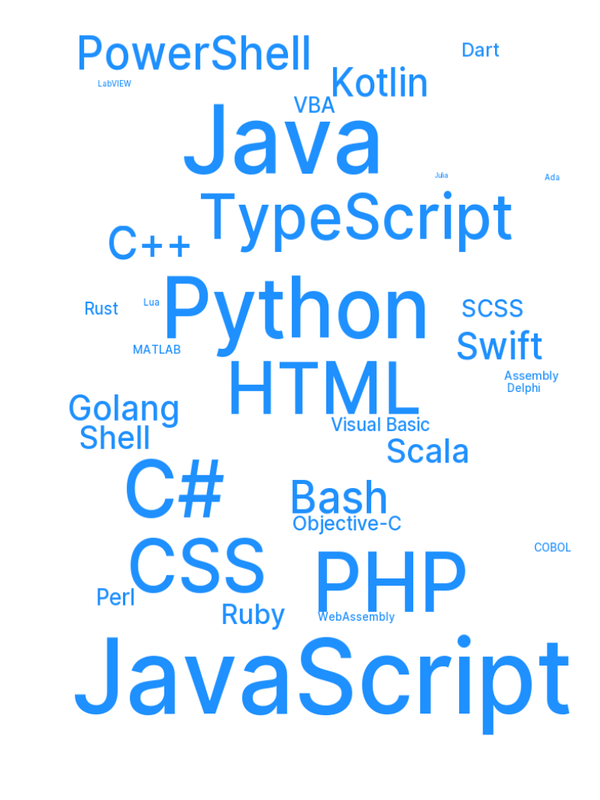 PowerShell
Dart
Kotlin
LabVIEW
VBA
Java
Julia
Ada
TypeScript
C++
Python
Rust
Lua
SCSS
Swift
MATLAB
HTML
Assembly
Delphi
Golang
Visual Basic
Shell
Scala
C#
Bash
Objective-C
COBOL
CSS
PHP
Perl
Ruby
WebAssembly
JavaScript